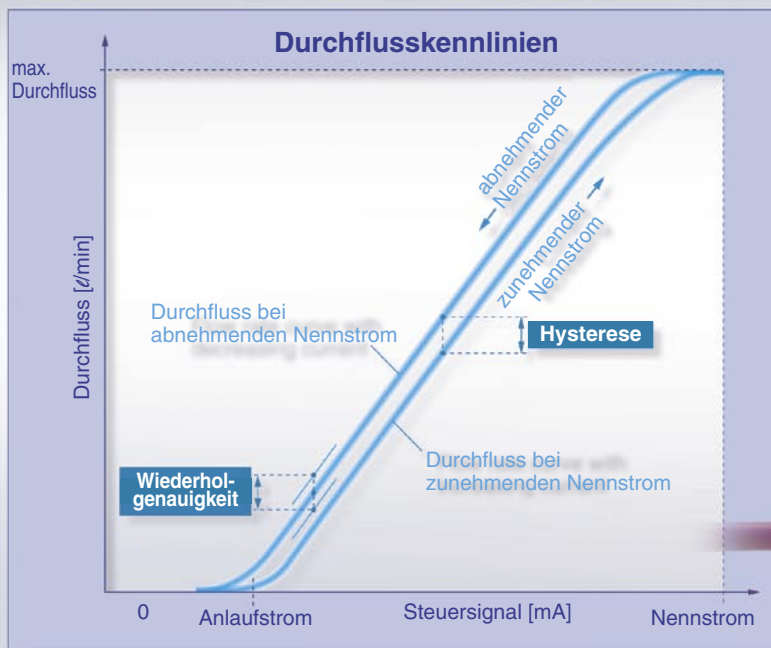 Durchflusskennlinien
max.
Durchfluss
abnehmender
Nennstrom
zunehmender
Nennstrom
Durchfluss [ℓ/min]
Durchfluss bei
abnehmenden Nennstrom
Hysterese
Durchfluss bei
zunehmenden Nennstrom
Wiederhol-
genauigkeit
0
Anlaufstrom
Steuersignal [mA]
Nennstrom